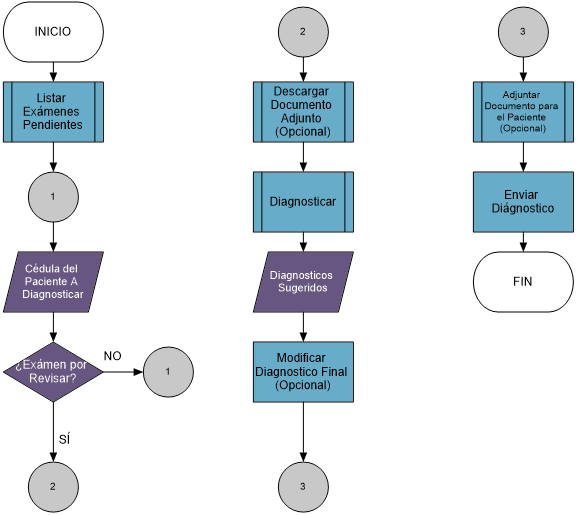 INICIO
Listar
Exámenes
Pendientes
1
Cédula del
Paciente A
Diagnosticar
¿Exámen por
Revisar?
NO
1
SÍ
2
2
Descargar
Documento
Adjunto
(Opcional)
Diagnosticar
Diagnosticos
Sugeridos
Modificar
Diagnostico Final
(Opcional)
3
3
Adjuntar
Documento para
el Paciente
(Opcional)
Enviar
Diágnostico
FIN